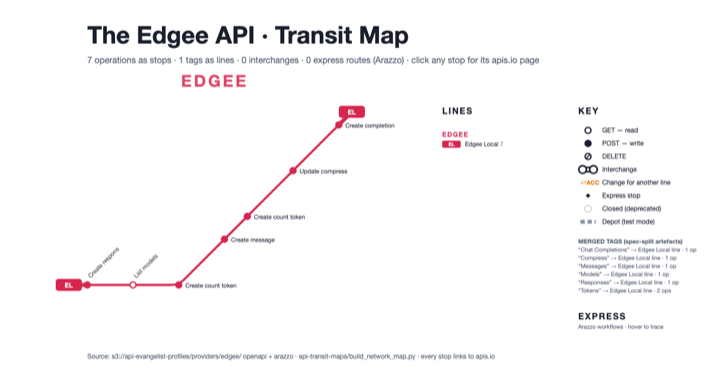 The Edgee API · Transit Map
7 operations as stops · 1 tags as lines · 0 interchanges · 0 express routes (Arazzo) · click any stop for its apis.io page
EDGEE
EL
Create completion
Update compress
Create count token
Create message
Create respons
List models
EL
Create count token
LINES
EDGEE
EL Edgee Local 7
KEY
GET — read
POST — write
DELETE
Interchange
Change for another line
Express stop
Closed (deprecated)
Depot (test mode)
MERGED TAGS (spec-split artefacts)
"Chat Completions" → Edgee Local line · 1 op
"Compress" → Edgee Local line · 1 op
"Messages" → Edgee Local line · 1 op
"Models" → Edgee Local line · 1 op
"Responses" → Edgee Local line · 1 op
"Tokens" → Edgee Local line · 2 ops
EXPRESS
Arazzo workflows · hover to trace
Source: s3://api-evangelist-profiles/providers/edgee/ openapi + arazzo · api-transit-maps/build_network_map.py · every stop links to apis.io